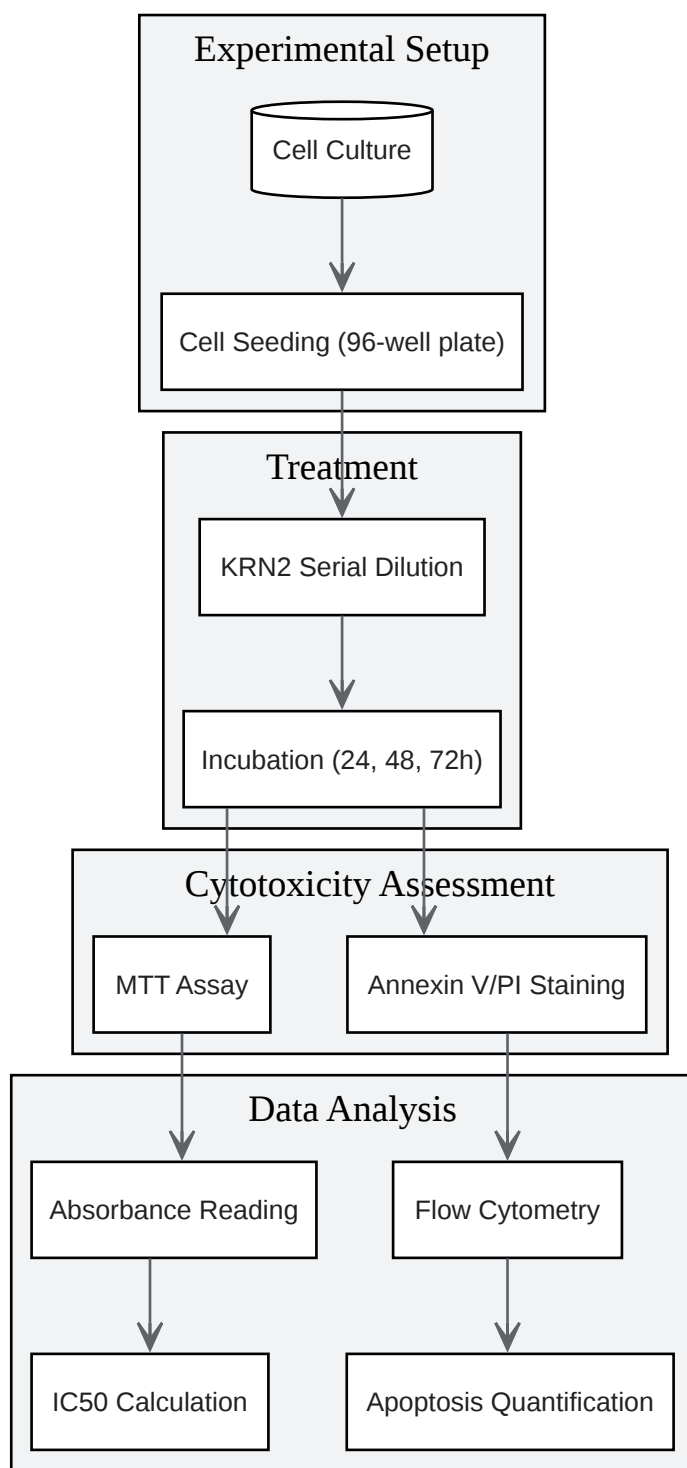 Experimental Setup
Cell Culture
Cell Seeding (96-well plate)
Treatment
KRN2 Serial Dilution
Incubation (24, 48, 72h)
Cytotoxicity Assessment
MTT Assay
Annexin V/PI Staining
Data Analysis
Absorbance Reading
Flow Cytometry
IC50 Calculation
Apoptosis Quantification